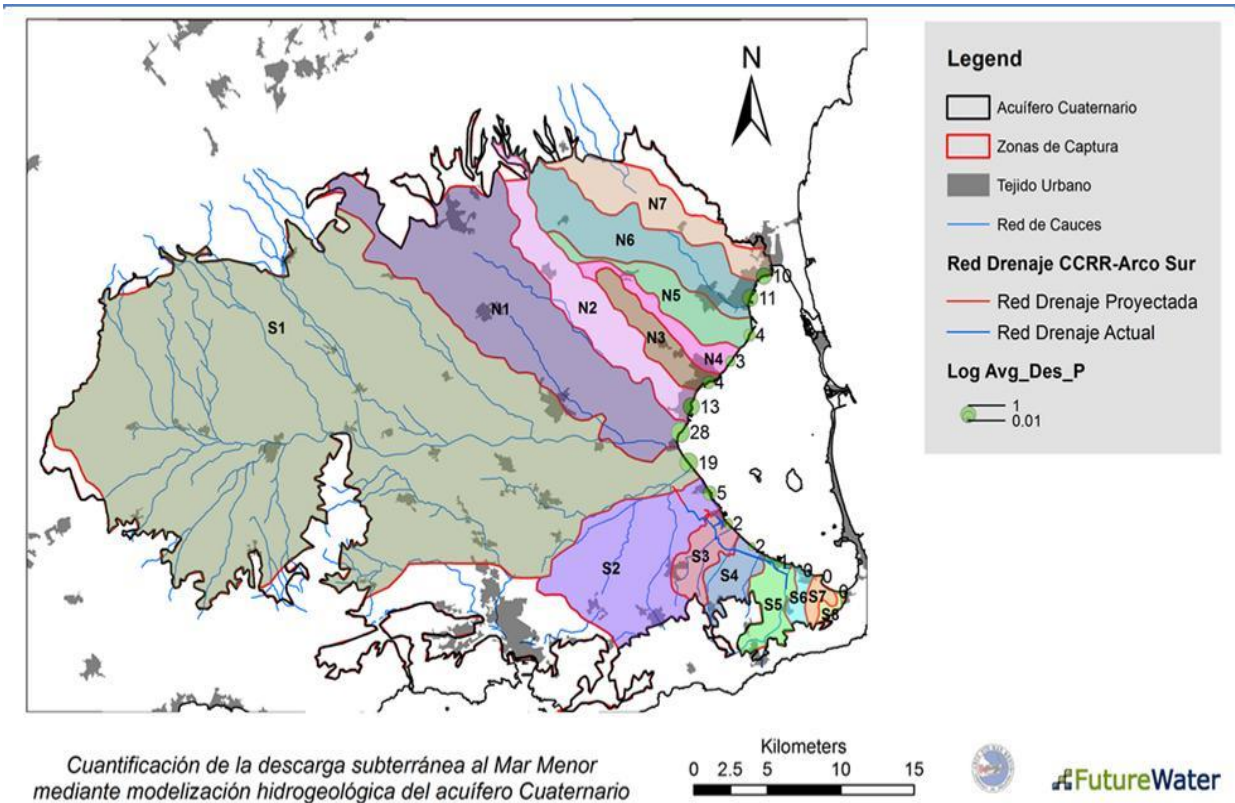 N
Legend
Acuífero Cuaternario
Zonas de Captura
Tejido Urbano
Red de Cauces
Red Drenaje CCRR-Arco Sur
Red Drenaje Proyectada
Red Drenaje Actual
Log Avg_Des_P
1
0.01
N7
N6
N5
N4
N3
N2
N1
S1
S2
S3
S4
S5
S6
S7
S8
10
11
4
3
4
13
28
19
5
2
2
1
0
0
Cuantificación de la descarga subterránea al Mar Menor
mediante modelización hidrogeológica del acuífero Cuaternario
Kilometers
0 2.5 5 10 15
FutureWater